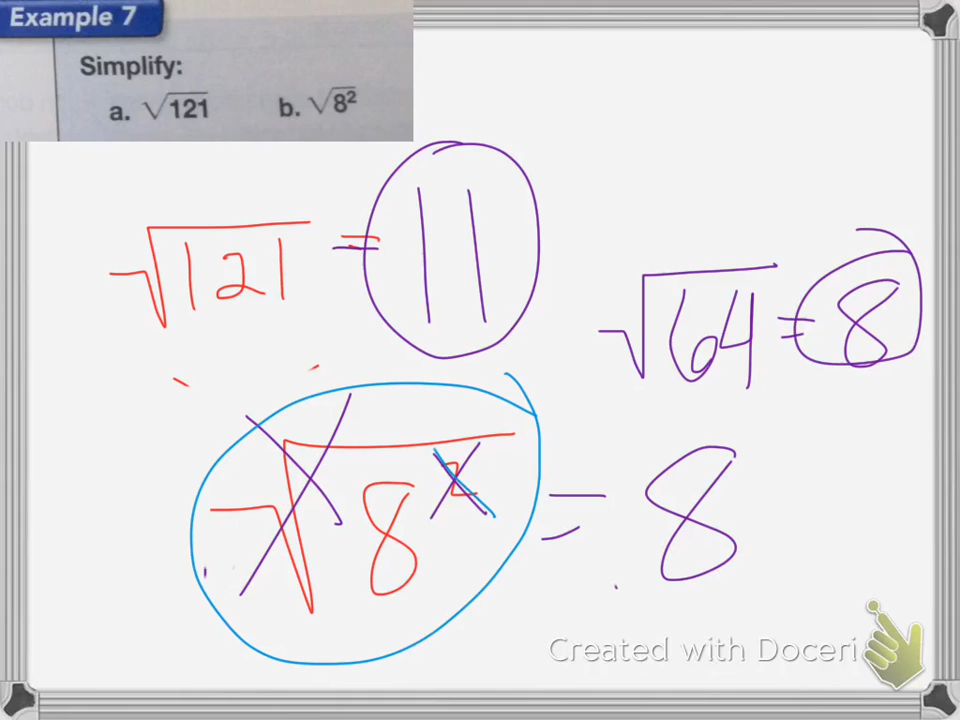 Example 7
Simplify:
a. √121 b. √8²
√121 = 11
√64 = 8
√8² = 8
Created with Doceri